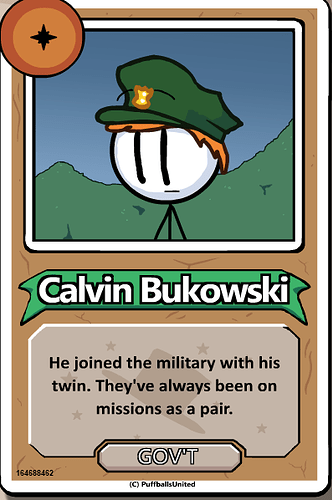 Calvin Bukowski
He joined the military with his
twin. They've always been on
missions as a pair.
GOV'T
164688462
(C) PuffballsUnited